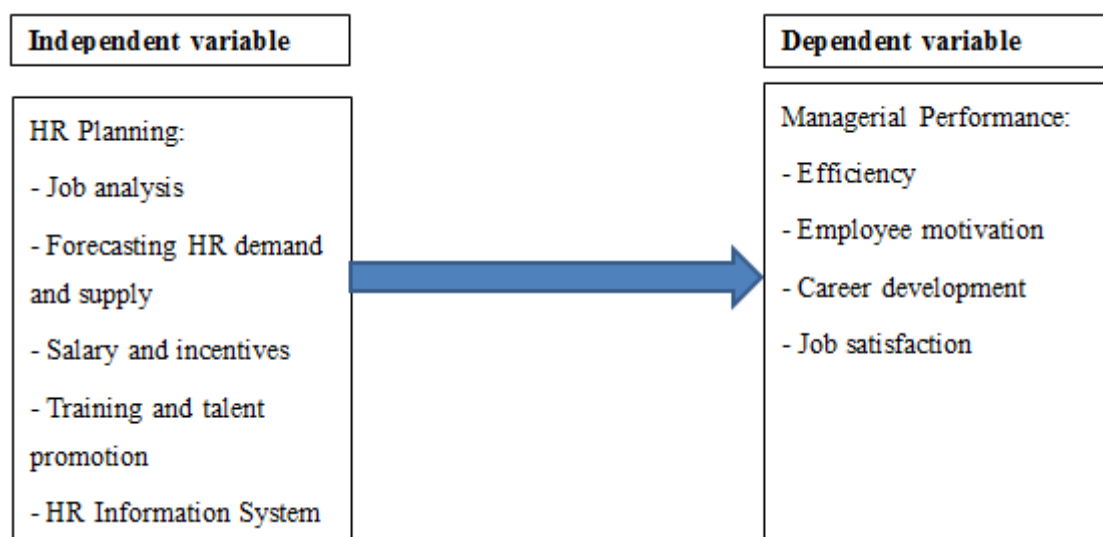 Independent variable
HR Planning:
- Job analysis
- Forecasting HR demand
and supply
- Salary and incentives
- Training and talent
promotion
- HR Information System
Dependent variable
Managerial Performance:
- Efficiency
- Employee motivation
- Career development
- Job satisfaction